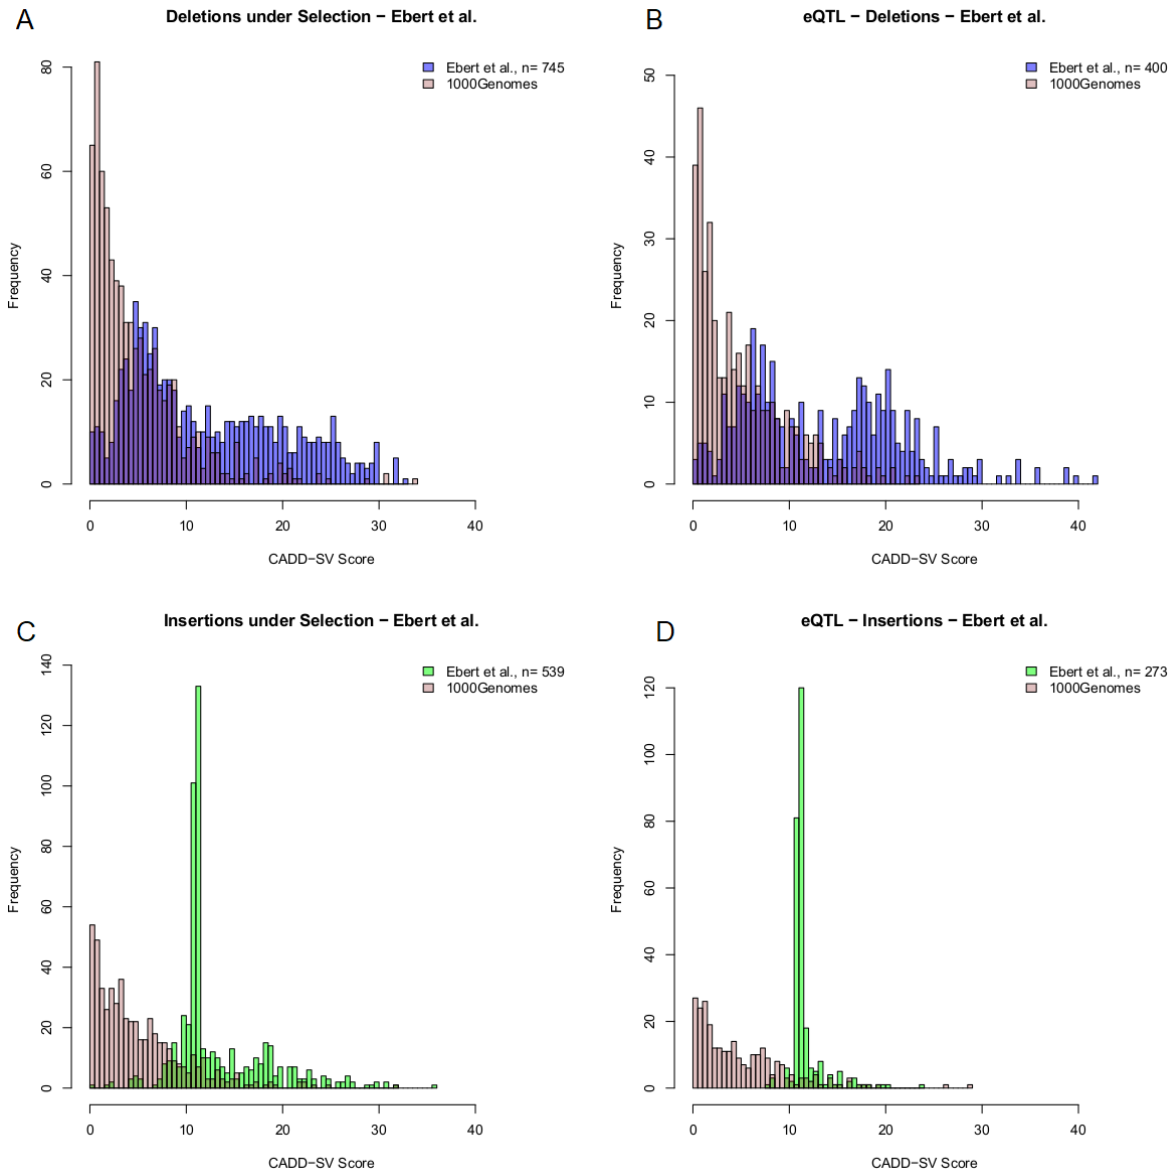 A
Deletions under Selection − Ebert et al.
Ebert et al., n= 745
1000Genomes
Frequency
0
20
40
60
80
0 10 20 30 40
CADD−SV Score
B
eQTL − Deletions − Ebert et al.
Ebert et al., n= 400
1000Genomes
Frequency
0
10
20
30
40
50
0 10 20 30 40
CADD−SV Score
C
Insertions under Selection − Ebert et al.
Ebert et al., n= 539
1000Genomes
Frequency
0
20
40
60
80
100
120
140
0 10 20 30 40
CADD−SV Score
D
eQTL − Insertions − Ebert et al.
Ebert et al., n= 273
1000Genomes
Frequency
0
20
40
60
80
100
120
0 10 20 30 40
CADD−SV Score